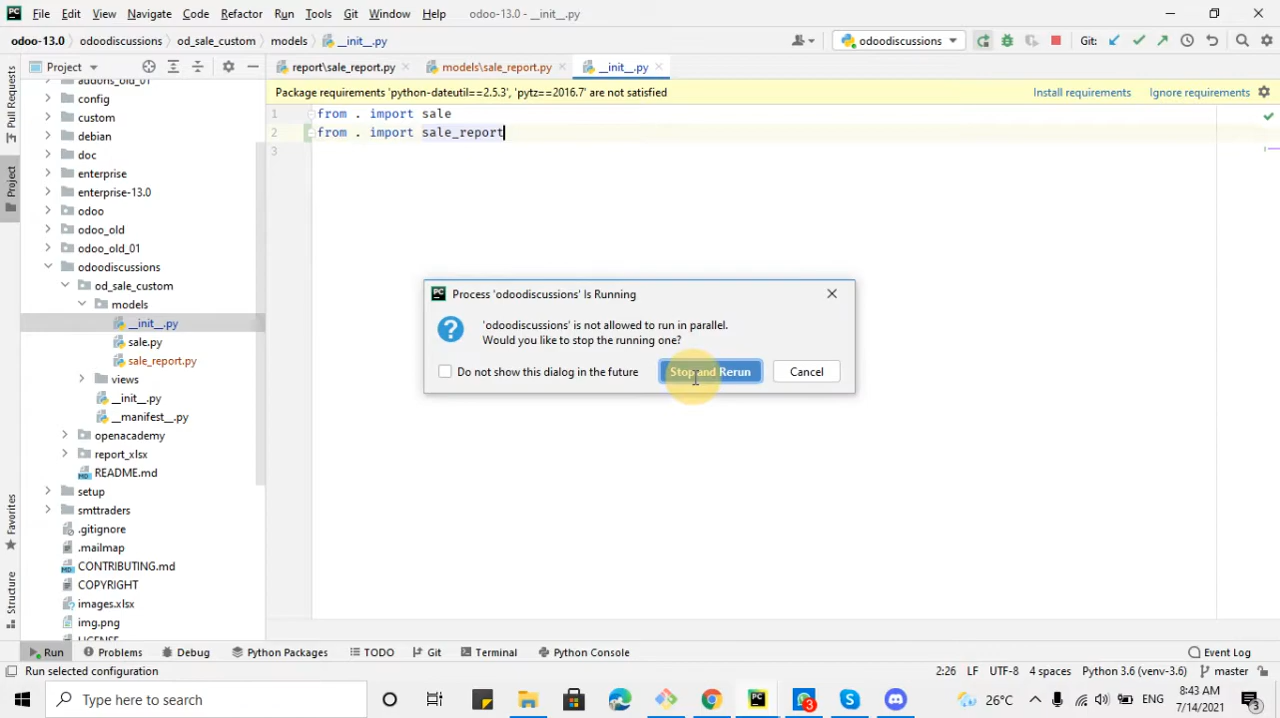 File Edit View Navigate Code Refactor Run Tools Git Window Help odoo-13.0 - __init__.py
odoo-13.0 odoodiscussions od_sale_custom models __init__.py odoodiscussions Git:
Project report\sale_report.py models\sale_report.py __init__.py
Pull Requests
Project
Favorites
Structure
addons_old_01
config
custom
debian
doc
enterprise
enterprise-13.0
odoo
odoo_old
odoo_old_01
odoodiscussions
od_sale_custom
models
__init__.py
sale.py
sale_report.py
views
__init__.py
__manifest__.py
openacademy
report_xlsx
README.md
setup
smttraders
.gitignore
.mailmap
CONTRIBUTING.md
COPYRIGHT
images.xlsx
img.png
LICENSE
Package requirements 'python-dateutil==2.5.3', 'pytz==2016.7' are not satisfied Install requirements Ignore requirements
1 from . import sale
2 from . import sale_report
3
Process 'odoodiscussions' Is Running
'odoodiscussions' is not allowed to run in parallel.
Would you like to stop the running one?
Do not show this dialog in the future Stop and Rerun Cancel
Run Problems Debug Python Packages TODO Git Terminal Python Console Event Log
Run selected configuration 2:26 LF UTF-8 4 spaces Python 3.6 (venv-3.6) master
Type here to search 3 26°C ENG 8:43 AM
7/14/2021 3